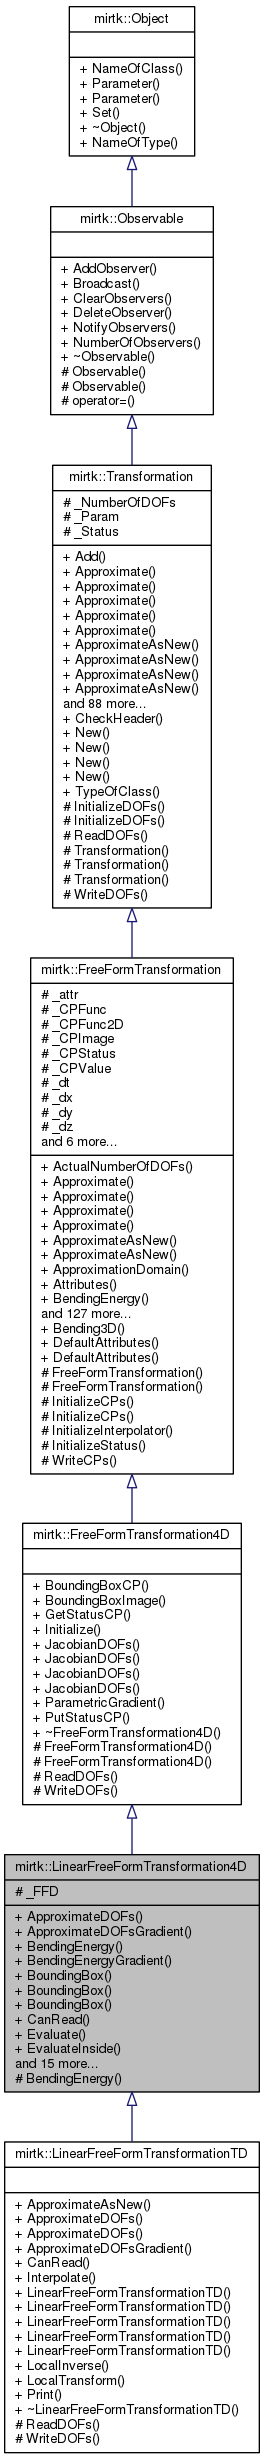 mirtk::Object
+ NameOfClass()
+ Parameter()
+ Parameter()
+ Set()
+ ~Object()
+ NameOfType()
mirtk::Observable
+ AddObserver()
+ Broadcast()
+ ClearObservers()
+ DeleteObserver()
+ NotifyObservers()
+ NumberOfObservers()
+ ~Observable()
# Observable()
# Observable()
# operator=()
mirtk::Transformation
# _NumberOfDOFs
# _Param
# _Status
+ Add()
+ Approximate()
+ Approximate()
+ Approximate()
+ Approximate()
+ Approximate()
+ ApproximateAsNew()
+ ApproximateAsNew()
+ ApproximateAsNew()
+ ApproximateAsNew()
and 88 more...
+ CheckHeader()
+ New()
+ New()
+ New()
+ New()
+ TypeOfClass()
# InitializeDOFs()
# InitializeDOFs()
# ReadDOFs()
# Transformation()
# Transformation()
# Transformation()
# WriteDOFs()
mirtk::FreeFormTransformation
# _attr
# _CPFunc
# _CPFunc2D
# _CPImage
# _CPStatus
# _CPValue
# _dt
# _dx
# _dy
# _dz
and 6 more...
+ ActualNumberOfDOFs()
+ Approximate()
+ Approximate()
+ Approximate()
+ Approximate()
+ ApproximateAsNew()
+ ApproximateAsNew()
+ ApproximationDomain()
+ Attributes()
+ BendingEnergy()
and 127 more...
+ Bending3D()
+ DefaultAttributes()
+ DefaultAttributes()
# FreeFormTransformation()
# FreeFormTransformation()
# InitializeCPs()
# InitializeCPs()
# InitializeInterpolator()
# InitializeStatus()
# WriteCPs()
mirtk::FreeFormTransformation4D
+ BoundingBoxCP()
+ BoundingBoxImage()
+ GetStatusCP()
+ Initialize()
+ JacobianDOFs()
+ JacobianDOFs()
+ JacobianDOFs()
+ JacobianDOFs()
+ ParametricGradient()
+ PutStatusCP()
+ ~FreeFormTransformation4D()
# FreeFormTransformation4D()
# FreeFormTransformation4D()
# ReadDOFs()
# WriteDOFs()
mirtk::LinearFreeFormTransformation4D
# _FFD
+ ApproximateDOFs()
+ ApproximateDOFsGradient()
+ BendingEnergy()
+ BendingEnergyGradient()
+ BoundingBox()
+ BoundingBox()
+ BoundingBox()
+ CanRead()
+ Evaluate()
+ EvaluateInside()
and 15 more...
# BendingEnergy()
mirtk::LinearFreeFormTransformationTD
+ ApproximateAsNew()
+ ApproximateDOFs()
+ ApproximateDOFs()
+ ApproximateDOFsGradient()
+ CanRead()
+ Interpolate()
+ LinearFreeFormTransformationTD()
+ LinearFreeFormTransformationTD()
+ LinearFreeFormTransformationTD()
+ LinearFreeFormTransformationTD()
+ LinearFreeFormTransformationTD()
+ LocalInverse()
+ LocalTransform()
+ Print()
+ ~LinearFreeFormTransformationTD()
# ReadDOFs()
# WriteDOFs()